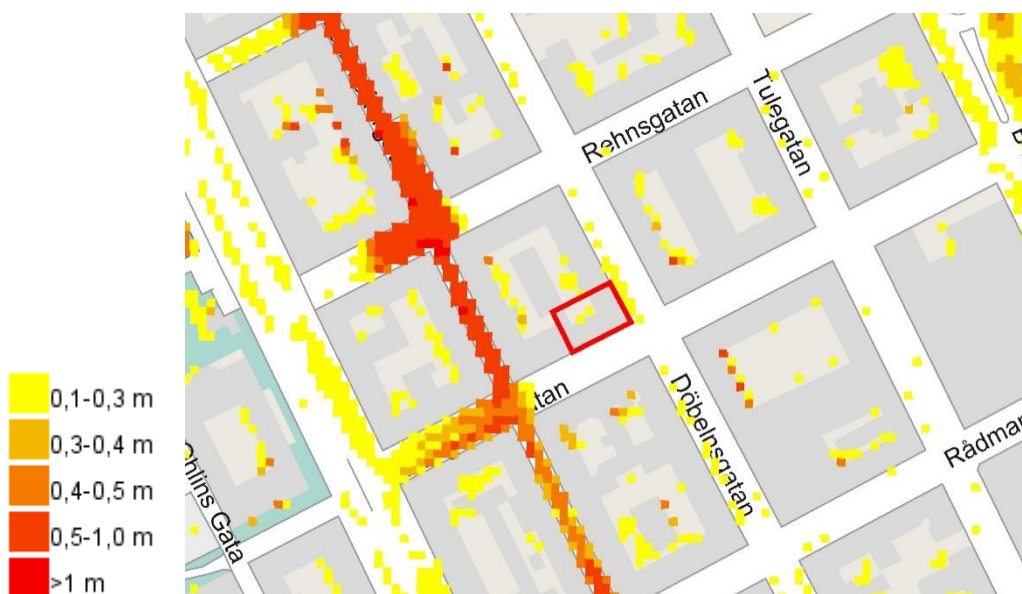 Rehnsgatan
Tulegatan
0,1-0,3 m
0,3-0,4 m
0,4-0,5 m
0,5-1,0 m
>1 m
tan
Döbelnsgatan
Rådmar
ohlins Gata